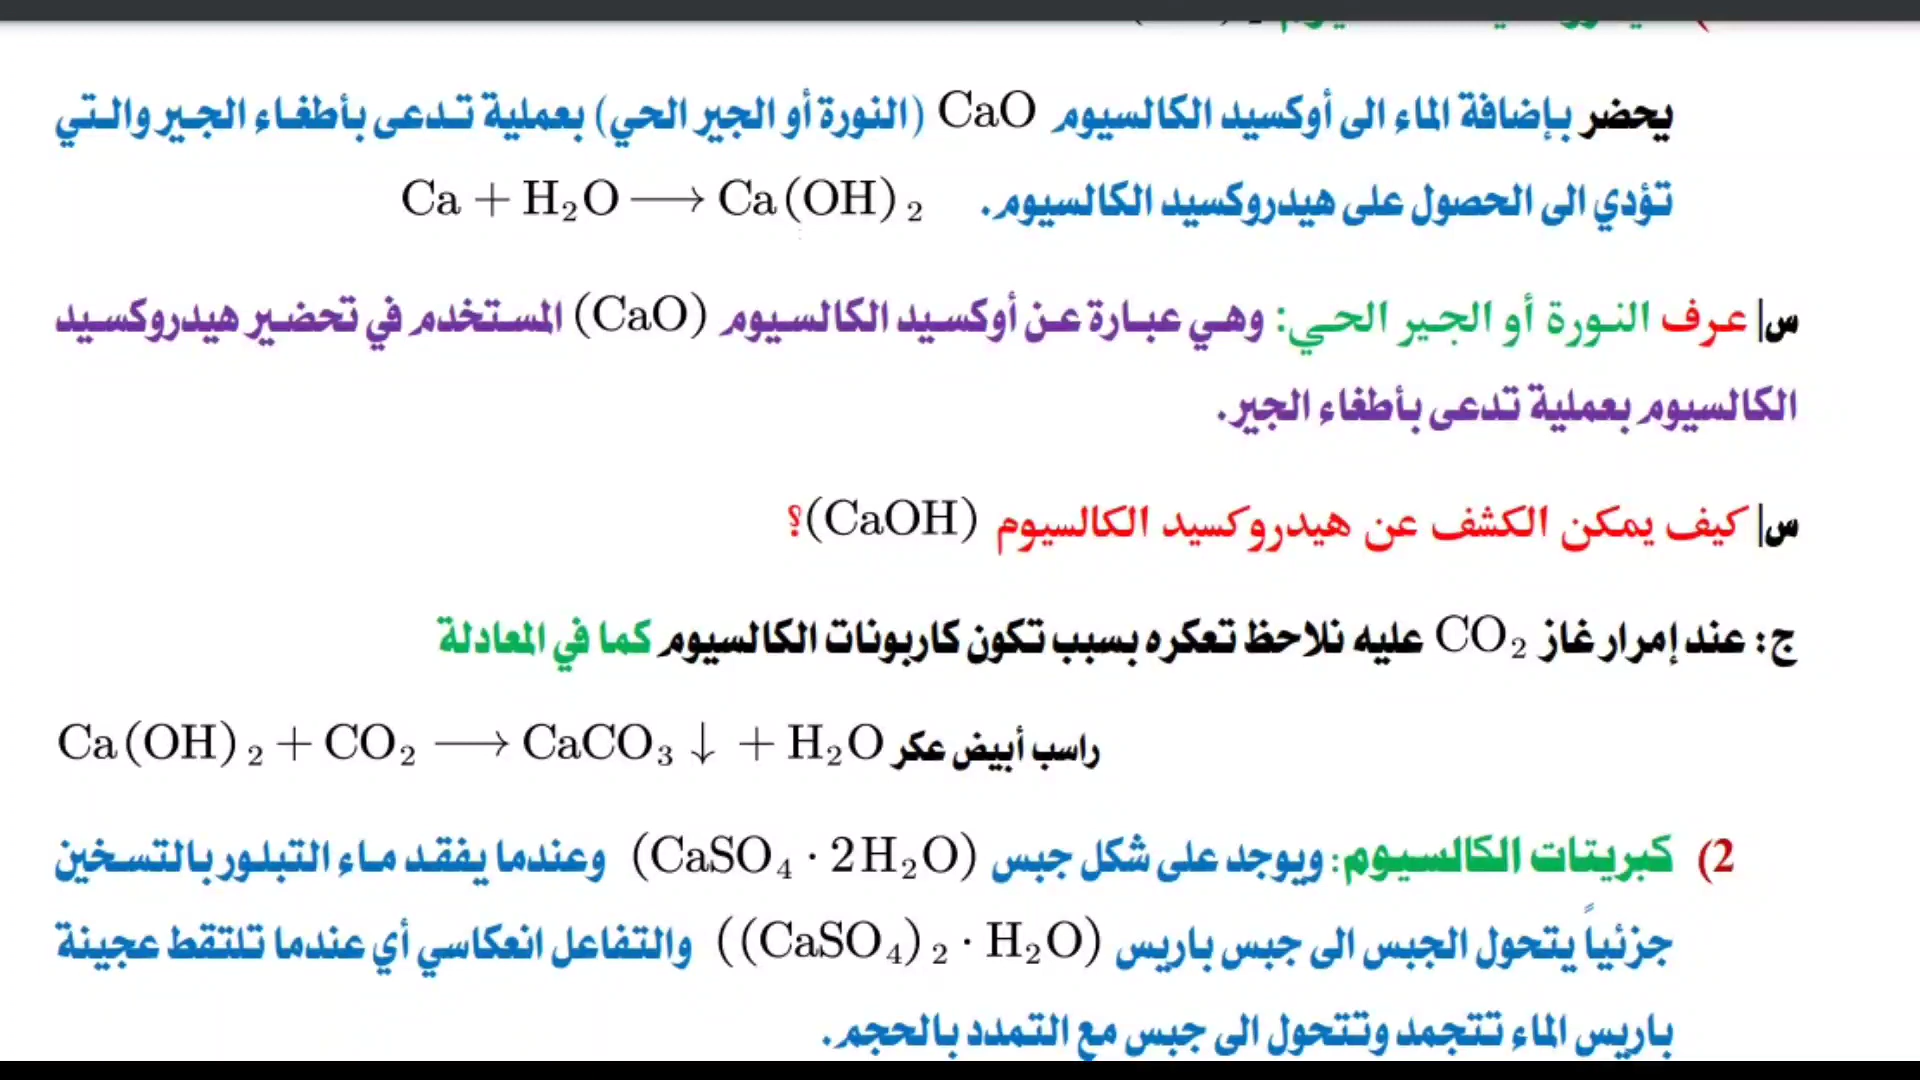 يحضر بإضافة الماء الى أوكسيد الكالسيوم CaO (النورة أو الجير الحي) بعملية تدعى بأطفاء الجير والتي
تؤدي الى الحصول على هيدروكسيد الكالسيوم. Ca + H₂O ⟶ Ca(OH)₂
س| عرف النورة أو الجير الحي: وهي عبارة عن أوكسيد الكالسيوم (CaO) المستخدم في تحضير هيدروكسيد
الكالسيوم بعملية تدعى بأطفاء الجير.
س| كيف يمكن الكشف عن هيدروكسيد الكالسيوم (CaOH)؟
ج: عند إمرار غاز CO₂ عليه نلاحظ تعكره بسبب تكون كاربونات الكالسيوم كما في المعادلة
Ca(OH)₂ + CO₂ ⟶ CaCO₃ ↓ + H₂O راسب أبيض عكر
2) كبريتات الكالسيوم: ويوجد على شكل جبس (CaSO₄ · 2H₂O) وعندما يفقد ماء التبلور بالتسخين
جزئياً يتحول الجبس الى جبس باريس ((CaSO₄)₂ · H₂O) والتفاعل انعكاسي أي عندما تلتقط عجينة
باريس الماء تتجمد وتتحول الى جبس مع التمدد بالحجم.